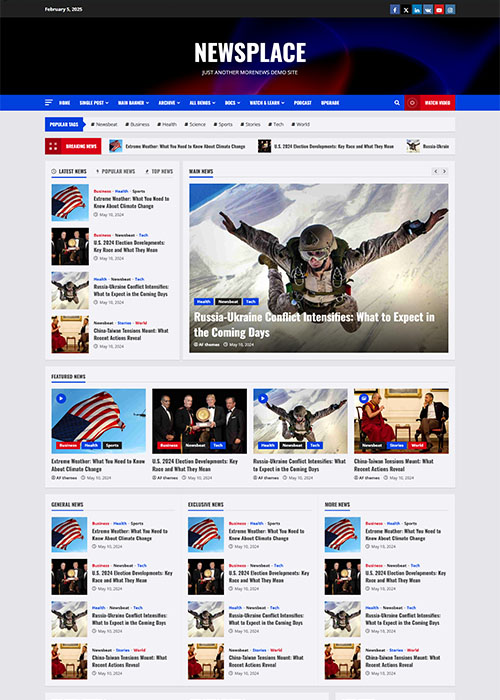 February 5, 2025
NEWSPLACE
JUST ANOTHER MORENEWS DEMO SITE
HOME SINGLE POST MAIN BANNER ARCHIVE ALL DEMOS DOCS WATCH & LEARN PODCAST UPGRADE WATCH VIDEO
POPULAR TAGS # Newsbeat # Business # Health # Science # Sports # Stories # Tech # World
BREAKING NEWS Extreme Weather: What You Need to Know About Climate Change U.S. 2024 Election Developments: Key Race and What They Mean Russia-Ukrain
LATEST NEWS POPULAR NEWS TOP NEWS
Business Health Sports
Extreme Weather: What You Need to
Know About Climate Change
May 10, 2024
Business Newsbeat Tech
U.S. 2024 Election Developments:
Key Race and What They Mean
May 10, 2024
Health Newsbeat Tech
Russia-Ukraine Conflict Intensifies:
What to Expect in the Coming Days
May 10, 2024
Newsbeat Stories World
China-Taiwan Tensions Mount: What
Recent Actions Reveal
May 10, 2024
MAIN NEWS
Health Newsbeat Tech
Russia-Ukraine Conflict Intensifies: What to Expect in
the Coming Days
AF themes May 10, 2024
FEATURED NEWS
Business Health Sports
Extreme Weather: What You Need to Know
About Climate Change
AF themes May 10, 2024
Business Newsbeat Tech
U.S. 2024 Election Developments: Key
Race and What They Mean
AF themes May 10, 2024
Health Newsbeat Tech
Russia-Ukraine Conflict Intensifies: What
to Expect in the Coming Days
AF themes May 10, 2024
Newsbeat Stories World
China-Taiwan Tensions Mount: What
Recent Actions Reveal
AF themes May 10, 2024
GENERAL NEWS
Business Health Sports
Extreme Weather: What You Need to
Know About Climate Change
May 10, 2024
Business Newsbeat Tech
U.S. 2024 Election Developments: Key
Race and What They Mean
May 10, 2024
Health Newsbeat Tech
Russia-Ukraine Conflict Intensifies:
What to Expect in the Coming Days
May 10, 2024
Newsbeat Stories World
China-Taiwan Tensions Mount: What
Recent Actions Reveal
May 10, 2024
EXCLUSIVE NEWS
Business Health Sports
Extreme Weather: What You Need to
Know About Climate Change
May 10, 2024
Business Newsbeat Tech
U.S. 2024 Election Developments: Key
Race and What They Mean
May 10, 2024
Health Newsbeat Tech
Russia-Ukraine Conflict Intensifies:
What to Expect in the Coming Days
May 10, 2024
Newsbeat Stories World
China-Taiwan Tensions Mount: What
Recent Actions Reveal
May 10, 2024
MORE NEWS
Business Health Sports
Extreme Weather: What You Need to
Know About Climate Change
May 10, 2024
Business Newsbeat Tech
U.S. 2024 Election Developments: Key
Race and What They Mean
May 10, 2024
Health Newsbeat Tech
Russia-Ukraine Conflict Intensifies:
What to Expect in the Coming Days
May 10, 2024
Newsbeat Stories World
China-Taiwan Tensions Mount: What
Recent Actions Reveal
May 10, 2024